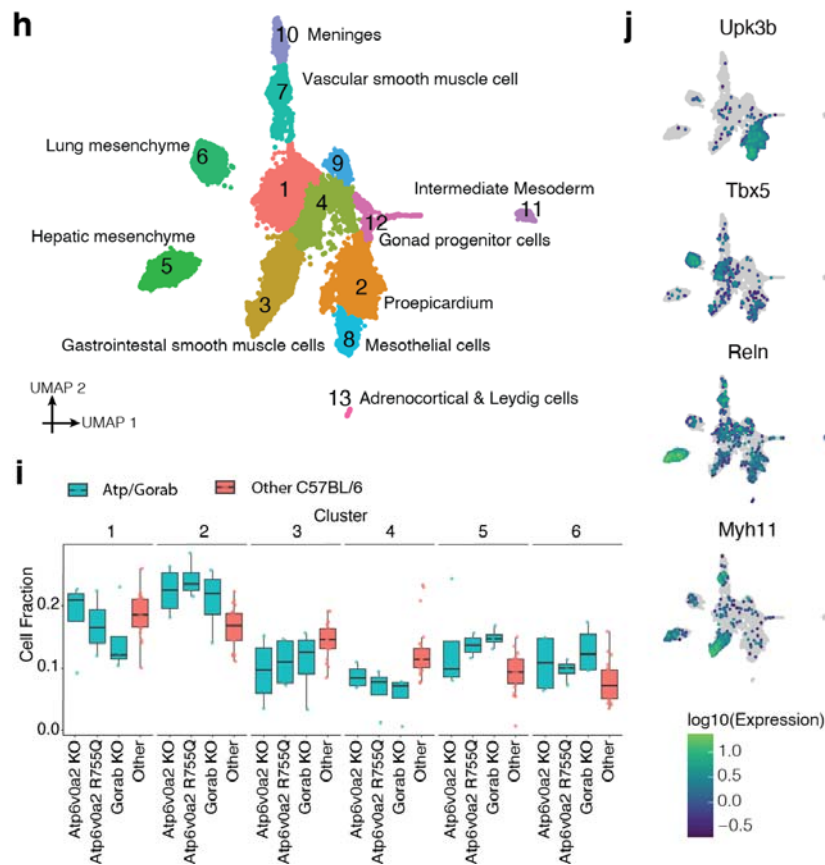 h
10 Meninges
7
Vascular smooth muscle cell
Lung mesenchyme
6
9
1
4
Intermediate Mesoderm
11
12
Gonad progenitor cells
Hepatic mesenchyme
5
2
3
Proepicardium
8
Gastrointestal smooth muscle cells
Mesothelial cells
UMAP 2
UMAP 1
13 Adrenocortical & Leydig cells
i
Atp/Gorab
Other C57BL/6
Cluster
1 2 3 4 5 6
Cell Fraction
0.2
0.1
0.0
Atp6v0a2 KO
Atp6v0a2 R755Q
Gorab KO
Other
Atp6v0a2 KO
Atp6v0a2 R755Q
Gorab KO
Other
Atp6v0a2 KO
Atp6v0a2 R755Q
Gorab KO
Other
Atp6v0a2 KO
Atp6v0a2 R755Q
Gorab KO
Other
Atp6v0a2 KO
Atp6v0a2 R755Q
Gorab KO
Other
Atp6v0a2 KO
Atp6v0a2 R755Q
Gorab KO
Other
j
Upk3b
Tbx5
Reln
Myh11
log10(Expression)
1.0
0.5
0.0
−0.5